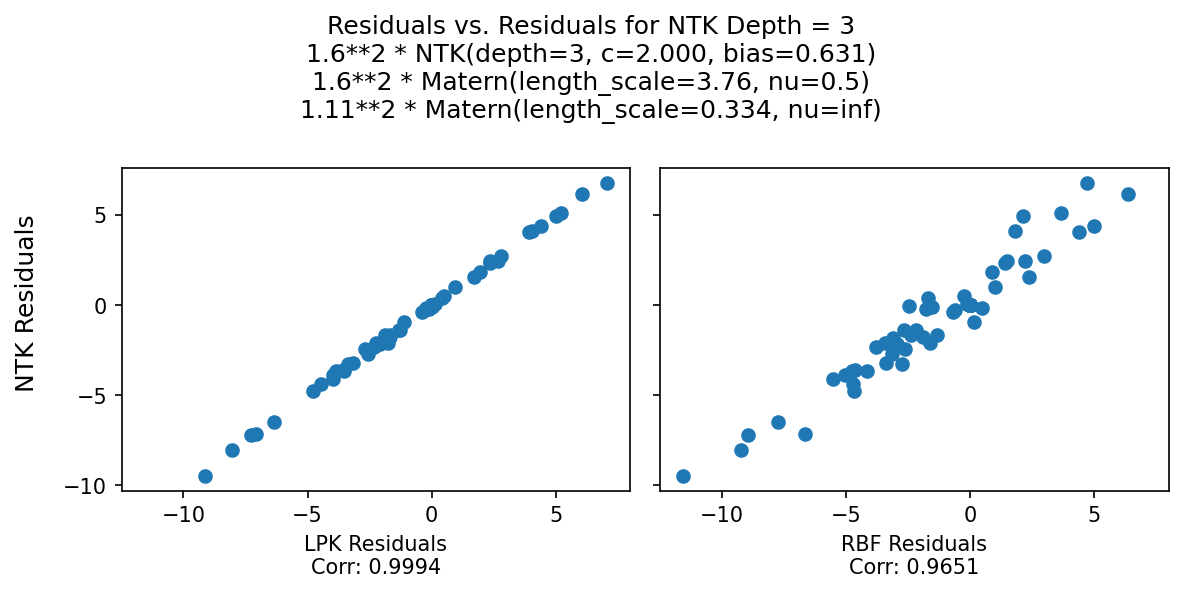 Residuals vs. Residuals for NTK Depth = 3
1.6**2 * NTK(depth=3, c=2.000, bias=0.631)
1.6**2 * Matern(length_scale=3.76, nu=0.5)
1.11**2 * Matern(length_scale=0.334, nu=inf)
NTK Residuals
5
0
−5
−10
−10 −5 0 5
LPK Residuals
Corr: 0.9994
−10 −5 0 5
RBF Residuals
Corr: 0.9651